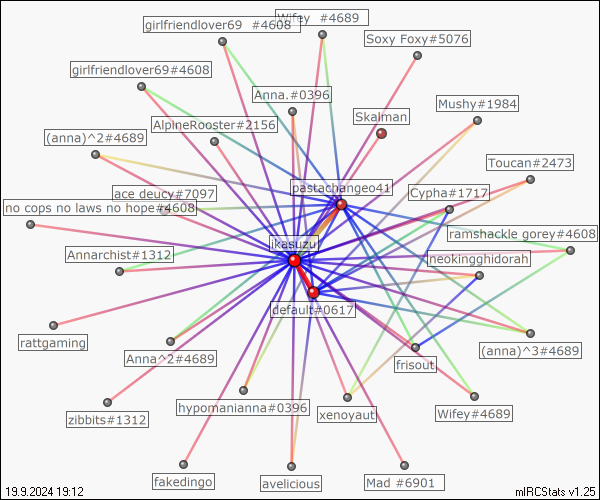 Wifey #4689
girlfriendlover69 #4608
Soxy Foxy#5076
girlfriendlover69#4608
Anna.#0396
Mushy#1984
Skalman
AlpineRooster#2156
(anna)^2#4689
Toucan#2473
pastachangeo41
ace deucy#7097
Cypha#1717
no cops no laws no hope#4608
ramshackle gorey#4608
ikasuzu
Annarchist#1312
neokingghidorah
default#0617
rattgaming
(anna)^3#4689
Anna^2#4689
frisout
hypomanianna#0396
xenoyaut
Wifey#4689
zibbits#1312
fakedingo
avelicious
Mad #6901
19.9.2024 19:12
mIRCStats v1.25